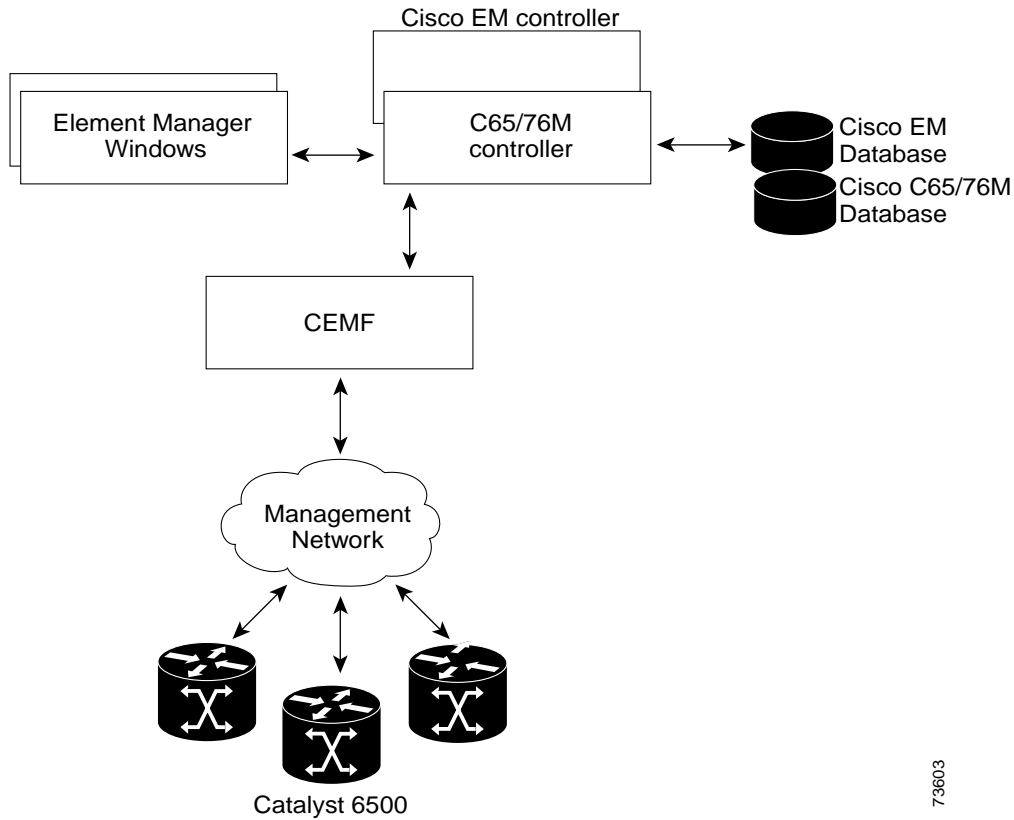 Cisco EM controller
Element Manager
Windows
C65/76M
controller
Cisco EM
Database
Cisco C65/76M
Database
CEMF
Management
Network
Catalyst 6500
73603